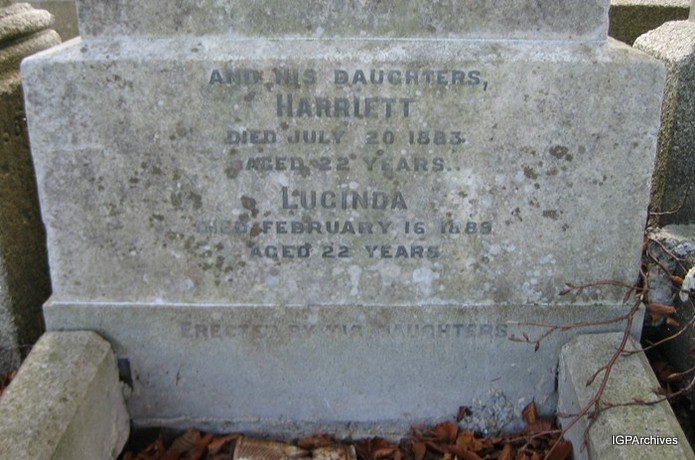 AND HIS DAUGHTERS,
HARRIETT
DIED JULY 20 1883
AGED 22 YEARS
LUCINDA
DIED FEBRUARY 16 1889
AGED 22 YEARS
ERECTED BY HIS DAUGHTERS
IGPArchives